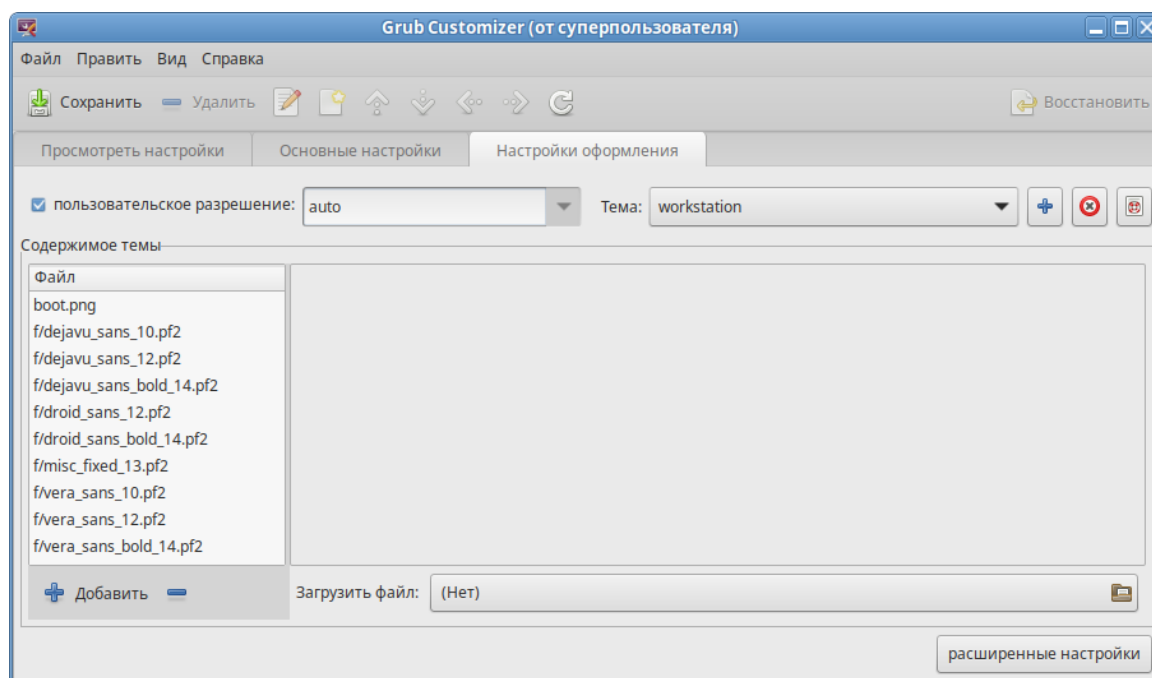 Grub Customizer (от суперпользователя)
Файл Править Вид Справка
Сохранить Удалить Восстановить
Просмотреть настройки Основные настройки Настройки оформления
пользовательское разрешение: auto Тема: workstation
Содержимое темы
Файл
boot.png
f/dejavu_sans_10.pf2
f/dejavu_sans_12.pf2
f/dejavu_sans_bold_14.pf2
f/droid_sans_12.pf2
f/droid_sans_bold_14.pf2
f/misc_fixed_13.pf2
f/vera_sans_10.pf2
f/vera_sans_12.pf2
f/vera_sans_bold_14.pf2
Добавить Загрузить файл: (Нет)
расширенные настройки